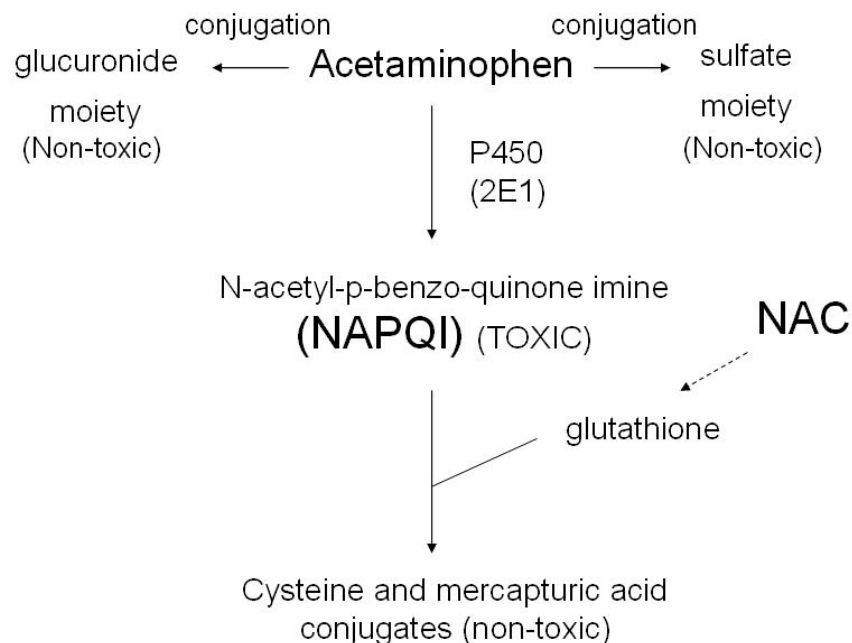 conjugation
conjugation
glucuronide
Acetaminophen
sulfate
moiety
(Non-toxic)
moiety
(Non-toxic)
P450
(2E1)
N-acetyl-p-benzo-quinone imine
(NAPQI) (TOXIC)
NAC
glutathione
Cysteine and mercapturic acid
conjugates (non-toxic)